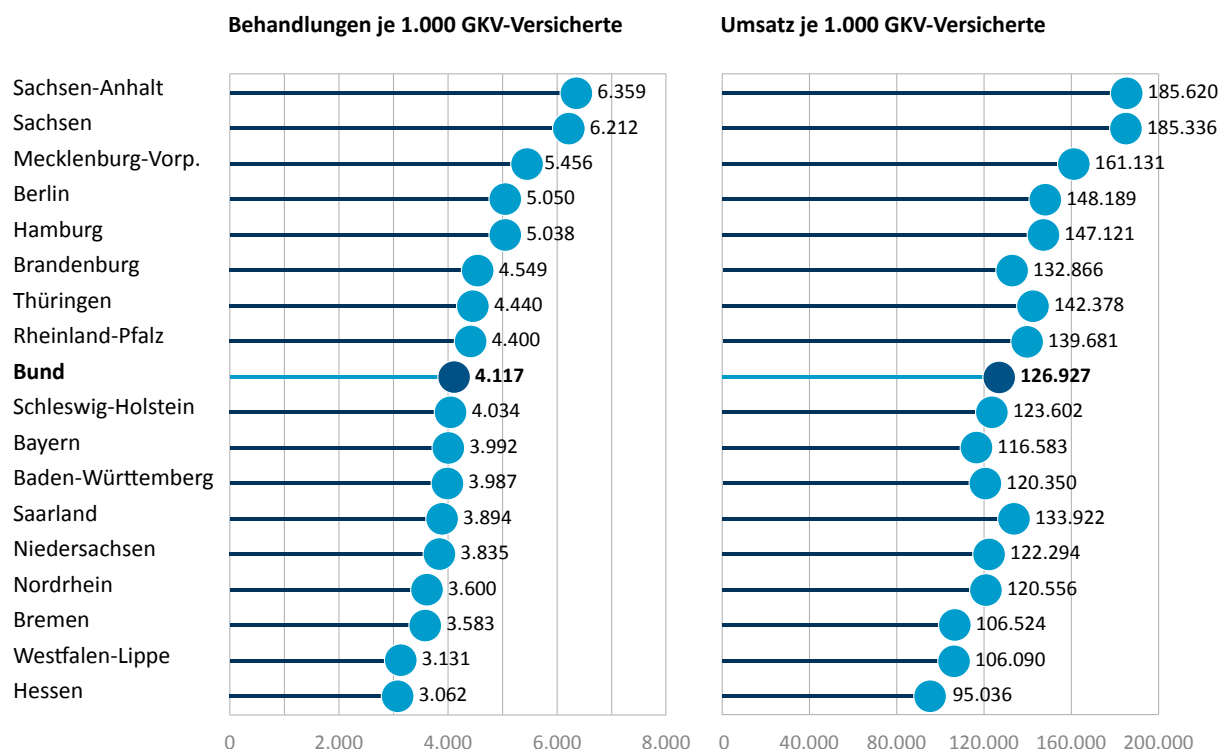 Behandlungen je 1.000 GKV-Versicherte Umsatz je 1.000 GKV-Versicherte
Sachsen-Anhalt 6.359 185.620
Sachsen 6.212 185.336
Mecklenburg-Vorp. 5.456 161.131
Berlin 5.050 148.189
Hamburg 5.038 147.121
Brandenburg 4.549 132.866
Thüringen 4.440 142.378
Rheinland-Pfalz 4.400 139.681
Bund 4.117 126.927
Schleswig-Holstein 4.034 123.602
Bayern 3.992 116.583
Baden-Württemberg 3.987 120.350
Saarland 3.894 133.922
Niedersachsen 3.835 122.294
Nordrhein 3.600 120.556
Bremen 3.583 106.524
Westfalen-Lippe 3.131 106.090
Hessen 3.062 95.036
0 2.000 4.000 6.000 8.000 0 40.000 80.000 120.000 160.000 200.000